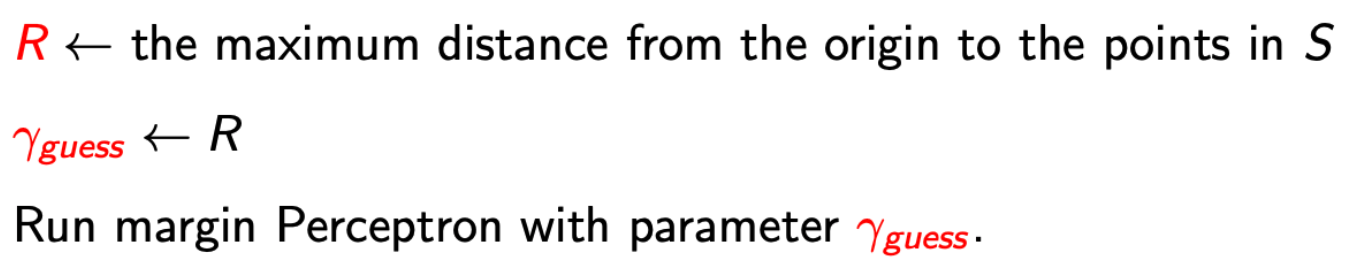 R ← the maximum distance from the origin to the points in S
γguess ← R
Run margin Perceptron with parameter γguess.